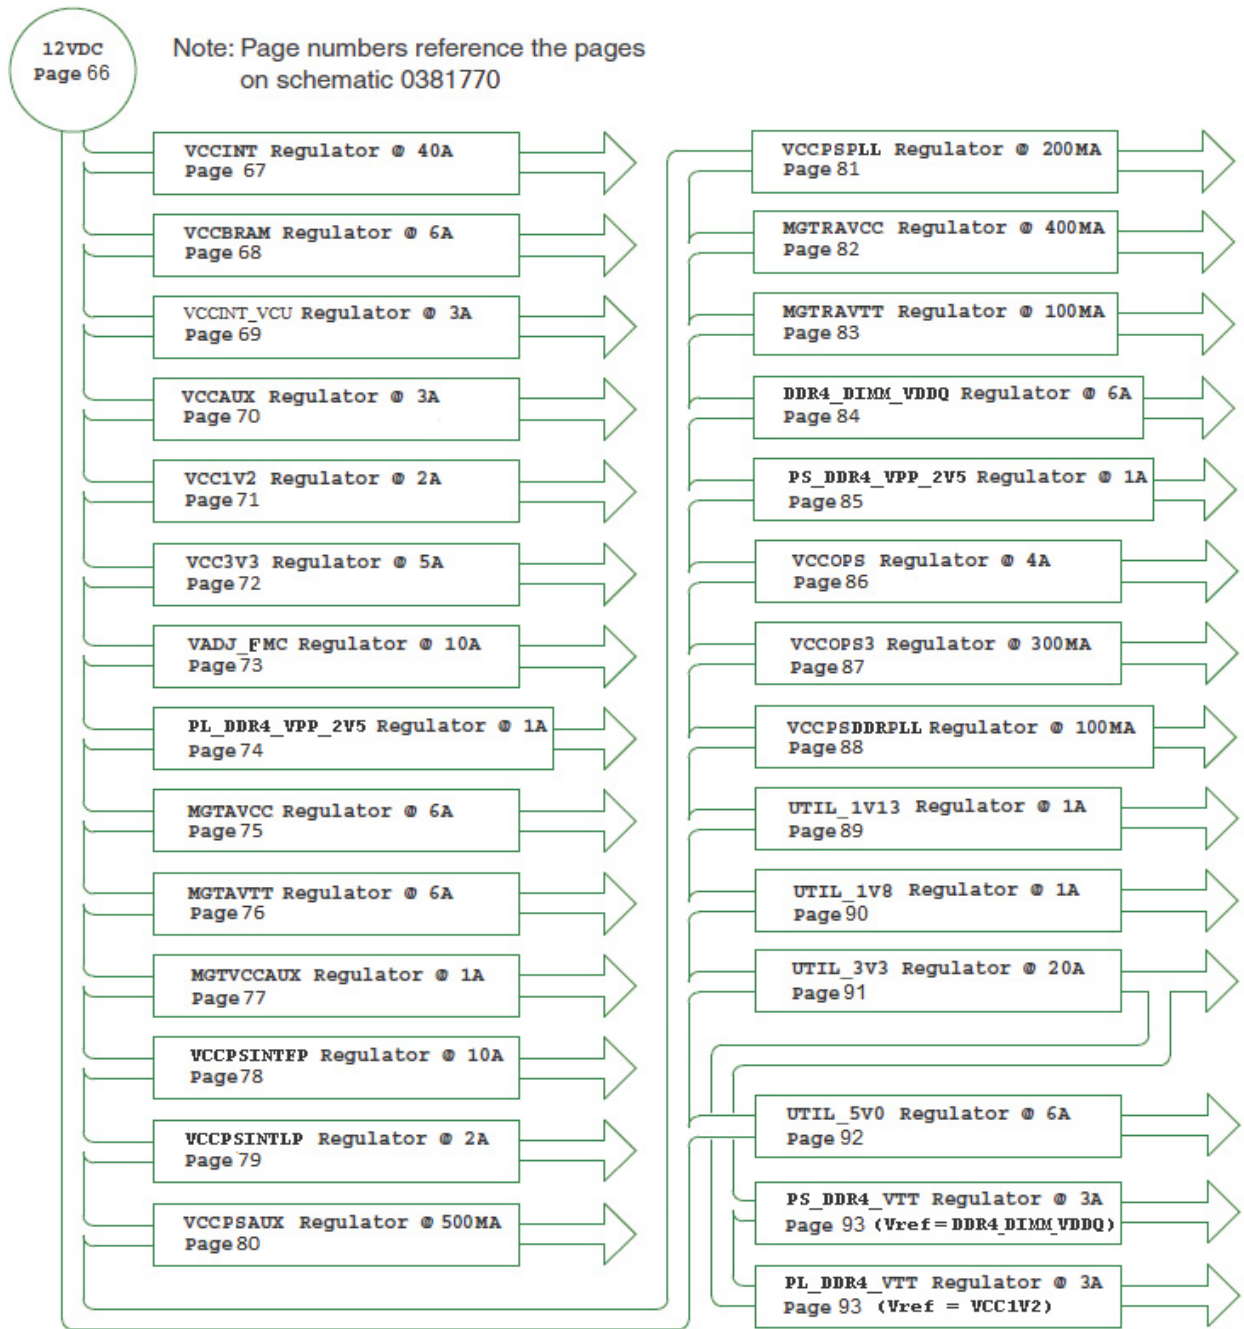 12VDC
Page 66
Note: Page numbers reference the pages
on schematic 0381770
VCCINT Regulator @ 40A
Page 67
VCCBRAM Regulator @ 6A
Page 68
VCCINT_VCU Regulator @ 3A
Page 69
VCCAUX Regulator @ 3A
Page 70
VCC1V2 Regulator @ 2A
Page 71
VCC3V3 Regulator @ 5A
Page 72
VADJ_FMC Regulator @ 10A
Page 73
PL_DDR4_VPP_2V5 Regulator @ 1A
Page 74
MGTAVCC Regulator @ 6A
Page 75
MGTAVTT Regulator @ 6A
Page 76
MGTVCCAUX Regulator @ 1A
Page 77
VCCPSINTFP Regulator @ 10A
Page 78
VCCPSINTLP Regulator @ 2A
Page 79
VCCPSAUX Regulator @ 500MA
Page 80
VCCPSPLL Regulator @ 200MA
Page 81
MGTRAVCC Regulator @ 400MA
Page 82
MGTRAVTT Regulator @ 100MA
Page 83
DDR4_DIMM_VDDQ Regulator @ 6A
Page 84
PS_DDR4_VPP_2V5 Regulator @ 1A
Page 85
VCCOPS Regulator @ 4A
Page 86
VCCOPS3 Regulator @ 300MA
Page 87
VCCPSDDRPLL Regulator @ 100MA
Page 88
UTIL_1V13 Regulator @ 1A
Page 89
UTIL_1V8 Regulator @ 1A
Page 90
UTIL_3V3 Regulator @ 20A
Page 91
UTIL_5V0 Regulator @ 6A
Page 92
PS_DDR4_VTT Regulator @ 3A
Page 93 (Vref=DDR4_DIMM_VDDQ)
PL_DDR4_VTT Regulator @ 3A
Page 93 (Vref = VCC1V2)